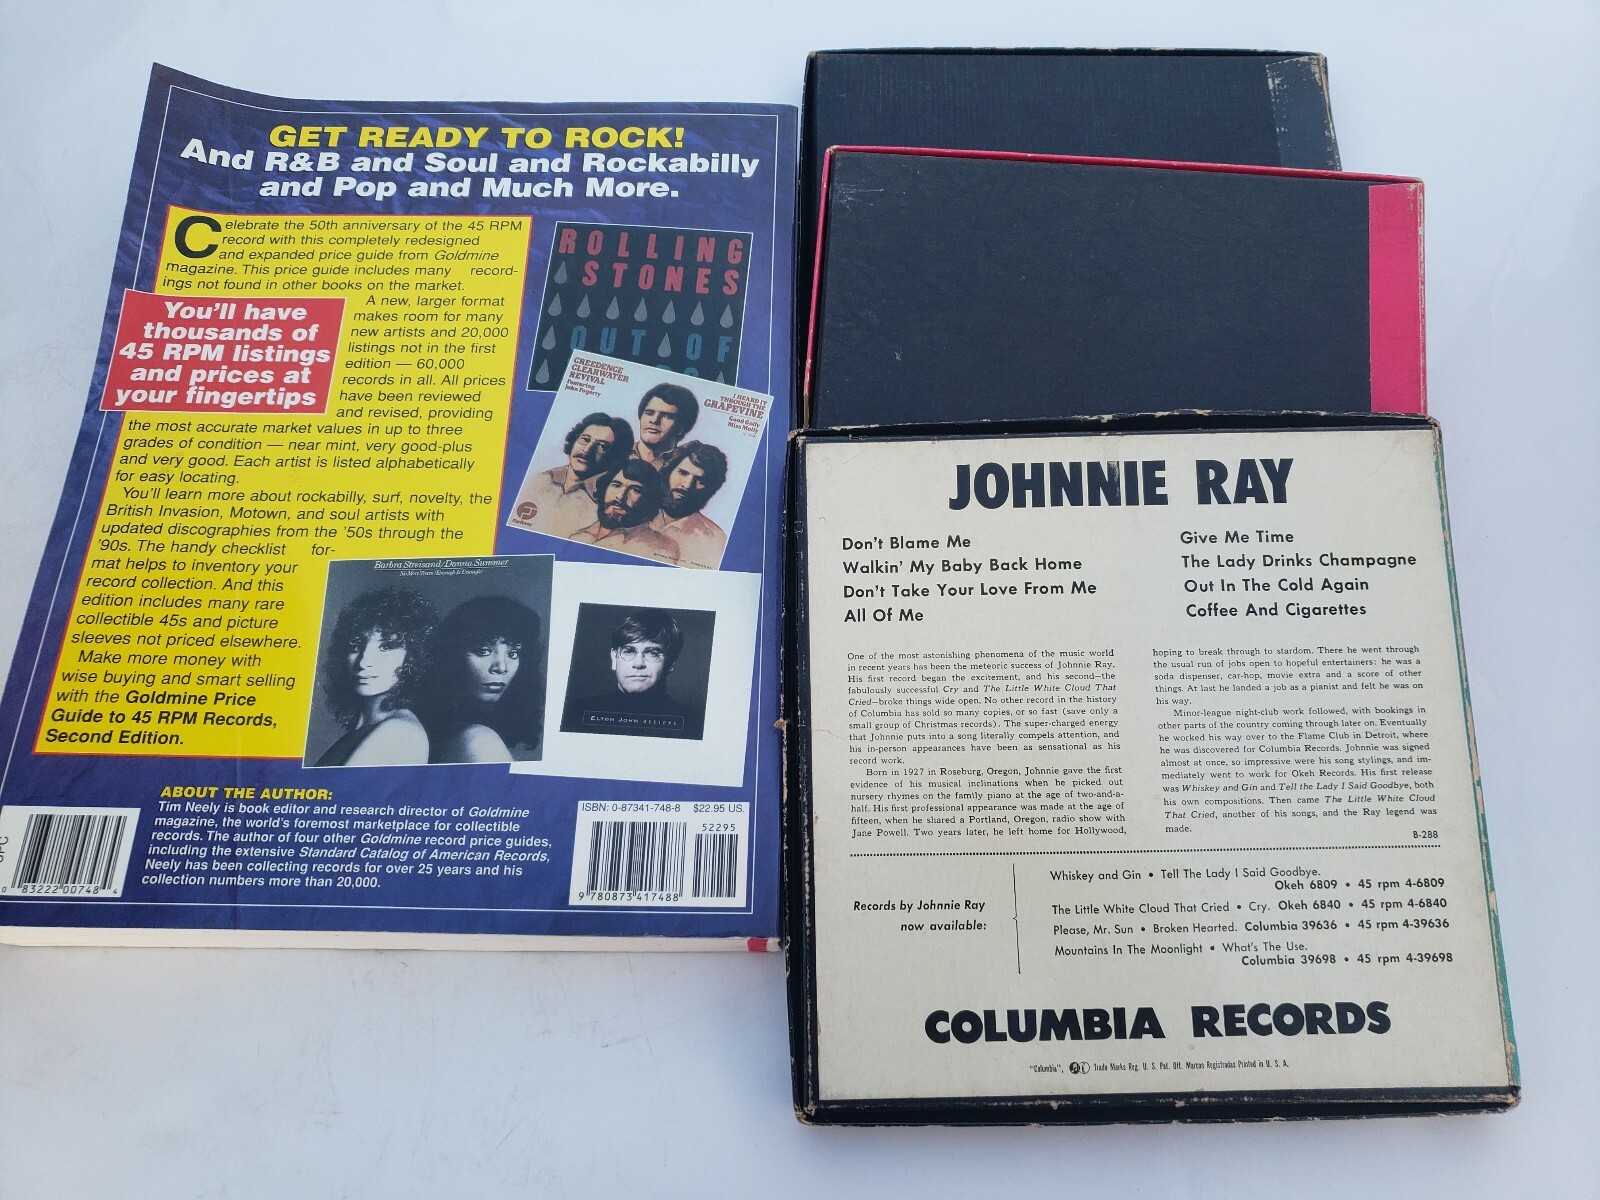 GET READY TO ROCK!
And R&B and Soul and Rockabilly
and Pop and Much More.
Celebrate the 50th anniversary of the 45 RPM
record with this completely redesigned
and expanded price guide from Goldmine
magazine. This price guide includes many record-
ings not found in other books on the market.
You'll have
thousands of
45 RPM listings
and prices at
your fingertips
A new, larger format
makes room for many
new artists and 20,000
listings not in the first
edition — 60,000
records in all. All prices
have been reviewed
and revised, providing
the most accurate market values in up to three
grades of condition — near mint, very good-plus
and very good. Each artist is listed alphabetically
for easy locating.
You'll learn more about rockabilly, surf, novelty, the
British Invasion, Motown, and soul artists with
updated discographies from the '50s through the
'90s. The handy checklist for-
mat helps to inventory your
record collection. And this
edition includes many rare
collectible 45s and picture
sleeves not priced elsewhere.
Make more money with
wise buying and smart selling
with the Goldmine Price
Guide to 45 RPM Records,
Second Edition.
ROLLING
STONES
OUT OF
CREEDENCE
CLEARWATER
REVIVAL
Featuring
John Fogerty
I HEARD IT
THROUGH THE
GRAPEVINE
Good Golly
Miss Molly
Fantasy
Barbra Streisand/Donna Summer
No More Tears (Enough Is Enough)
ELTON JOHN BELIEVE
ABOUT THE AUTHOR:
Tim Neely is book editor and research director of Goldmine
magazine, the world's foremost marketplace for collectible
records. The author of four other Goldmine record price guides,
including the extensive Standard Catalog of American Records,
Neely has been collecting records for over 25 years and his
collection numbers more than 20,000.
ISBN: 0-87341-748-8 $22.95 US
52295
9 780873 417488
0 83222 00748 4
JOHNNIE RAY
Don't Blame Me
Walkin' My Baby Back Home
Don't Take Your Love From Me
All Of Me
Give Me Time
The Lady Drinks Champagne
Out In The Cold Again
Coffee And Cigarettes
One of the most astonishing phenomena of the music world
in recent years has been the meteoric success of Johnnie Ray.
His first record began the excitement, and his second—the
fabulously successful Cry and The Little White Cloud That
Cried—broke things wide open. No other record in the history
of Columbia has sold so many copies, or so fast (save only a
small group of Christmas records). The super-charged energy
that Johnnie puts into a song literally compels attention, and
his in-person appearances have been as sensational as his
record work.
Born in 1927 in Roseburg, Oregon, Johnnie gave the first
evidence of his musical inclinations when he picked out
nursery rhymes on the family piano at the age of two-and-a-
half. His first professional appearance was made at the age of
fifteen, when he shared a Portland, Oregon, radio show with
Jane Powell. Two years later, he left home for Hollywood,
hoping to break through to stardom. There he went through
the usual run of jobs open to hopeful entertainers: he was a
soda dispenser, car-hop, movie extra and a score of other
things. At last he landed a job as a pianist and felt he was on
his way.
Minor-league night-club work followed, with bookings in
other parts of the country coming through later on. Eventually
he worked his way over to the Flame Club in Detroit, where
he was discovered for Columbia Records. Johnnie was signed
almost at once, so impressive were his song stylings, and im-
mediately went to work for Okeh Records. His first release
was Whiskey and Gin and Tell the Lady I Said Goodbye, both
his own compositions. Then came The Little White Cloud
That Cried, another of his songs, and the Ray legend was
made.
B-288
Records by Johnnie Ray
now available:
Whiskey and Gin • Tell The Lady I Said Goodbye.
Okeh 6809 • 45 rpm 4-6809
The Little White Cloud That Cried • Cry. Okeh 6840 • 45 rpm 4-6840
Please, Mr. Sun • Broken Hearted. Columbia 39636 • 45 rpm 4-39636
Mountains In The Moonlight • What's The Use.
Columbia 39698 • 45 rpm 4-39698
COLUMBIA RECORDS
"Columbia", Trade Marks Reg. U. S. Pat. Off. Marcas Registradas Printed in U. S. A.